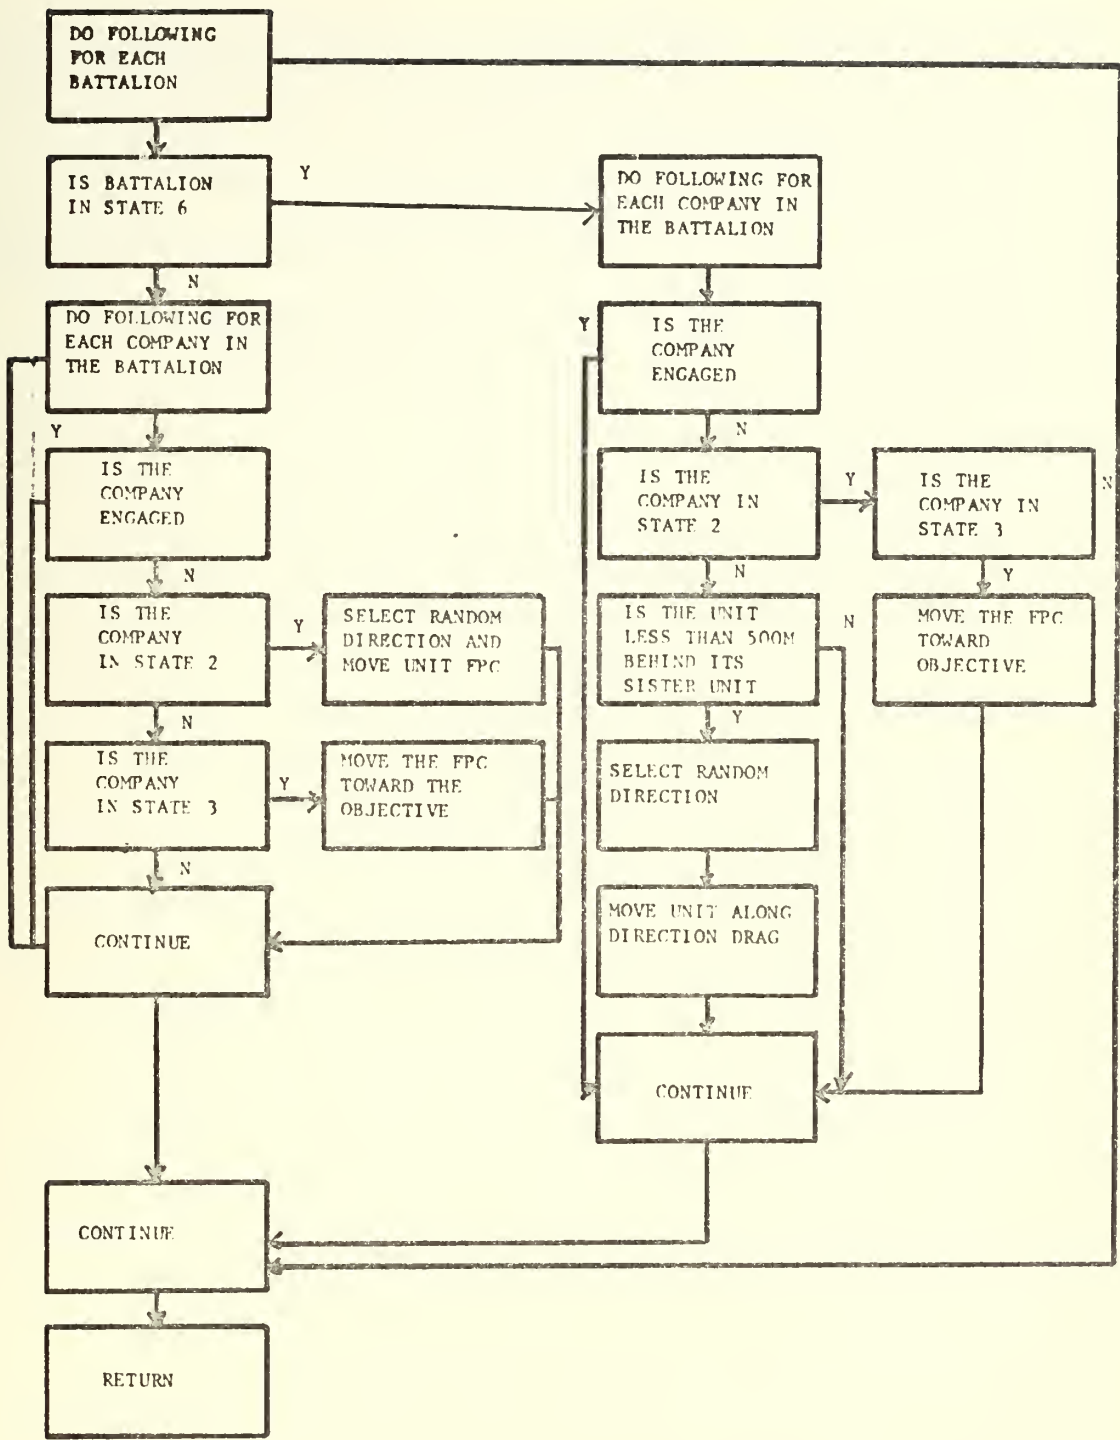 DO FOLLOWING
FOR EACH
BATTALION
IS BATTALION
IN STATE 6
Y
N
DO FOLLOWING FOR
EACH COMPANY IN
THE BATTALION
Y
IS THE
COMPANY
ENGAGED
N
IS THE
COMPANY
IN STATE 2
Y
SELECT RANDOM
DIRECTION AND
MOVE UNIT FPC
N
IS THE
COMPANY
IN STATE 3
Y
MOVE THE FPC
TOWARD THE
OBJECTIVE
N
CONTINUE
DO FOLLOWING FOR
EACH COMPANY IN
THE BATTALION
Y
IS THE
COMPANY
ENGAGED
N
IS THE
COMPANY IN
STATE 2
Y
IS THE
COMPANY IN
STATE 3
N
Y
MOVE THE FPC
TOWARD
OBJECTIVE
N
IS THE UNIT
LESS THAN 500M
BEHIND ITS
SISTER UNIT
N
Y
SELECT RANDOM
DIRECTION
MOVE UNIT ALONG
DIRECTION DRAG
CONTINUE
CONTINUE
RETURN